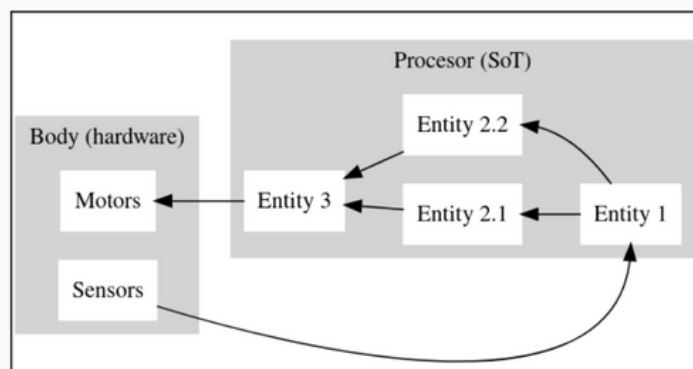 Procesor (SoT)
Body (hardware)
Entity 2.2
Motors
Entity 3
Entity 2.1
Entity 1
Sensors